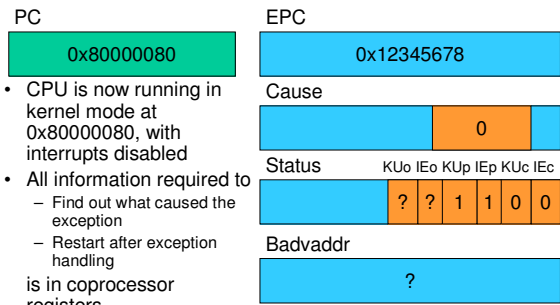 PC
0x80000080
• CPU is now running in
kernel mode at
0x80000080, with
interrupts disabled
• All information required to
– Find out what caused the
exception
– Restart after exception
handling
is in coprocessor
registers
EPC
0x12345678
Cause
0
Status
KUo IEo KUp IEp KUc IEc
? ? 1 1 0 0
Badvaddr
?